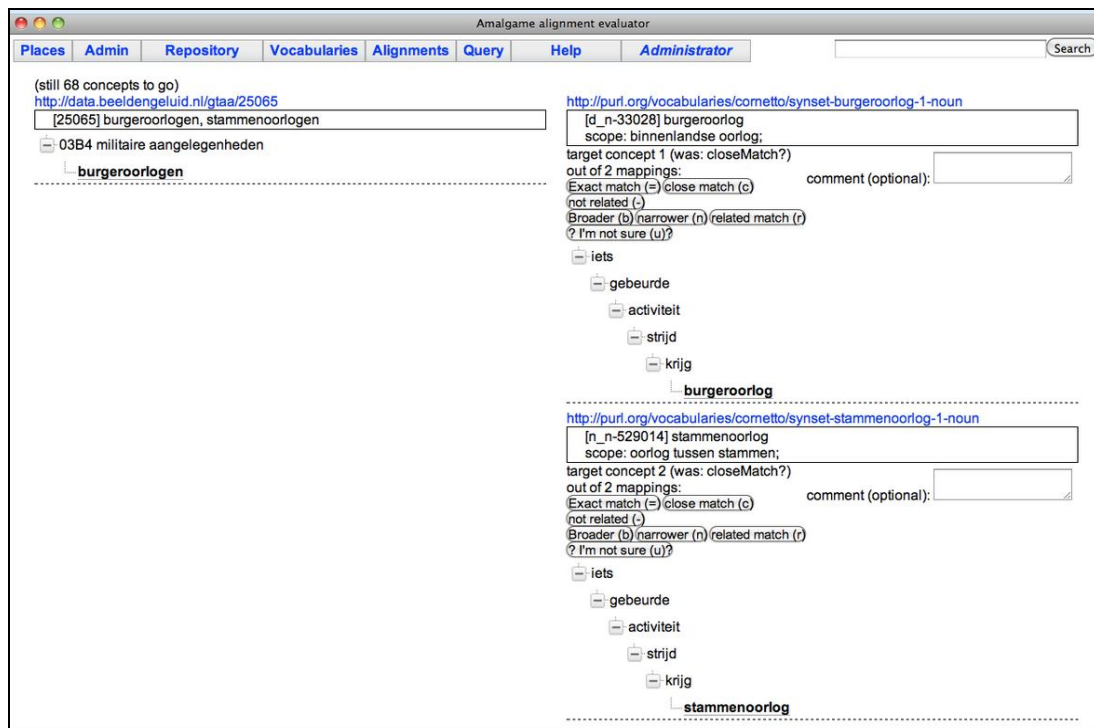 Amalgame alignment evaluator
Places Admin Repository Vocabularies Alignments Query Help Administrator Search
(still 68 concepts to go)
http://data.beeldengeluid.nl/gtaa/25065
[25065] burgeroorlogen, stammenoorlogen
03B4 militaire aangelegenheden
burgeroorlogen
http://purl.org/vocabularies/cornetto/synset-burgeroorlog-1-noun
[d_n-33028] burgeroorlog
scope: binnenlandse oorlog;
target concept 1 (was: closeMatch?)
out of 2 mappings:
comment (optional):
Exact match (=) close match (c)
not related (-)
Broader (b) narrower (n) related match (r)
? I'm not sure (u)?
iets
gebeurde
activiteit
strijd
krijg
burgeroorlog
http://purl.org/vocabularies/cornetto/synset-stammenoorlog-1-noun
[n_n-529014] stammenoorlog
scope: oorlog tussen stammen;
target concept 2 (was: closeMatch?)
out of 2 mappings:
comment (optional):
Exact match (=) close match (c)
not related (-)
Broader (b) narrower (n) related match (r)
? I'm not sure (u)?
iets
gebeurde
activiteit
strijd
krijg
stammenoorlog